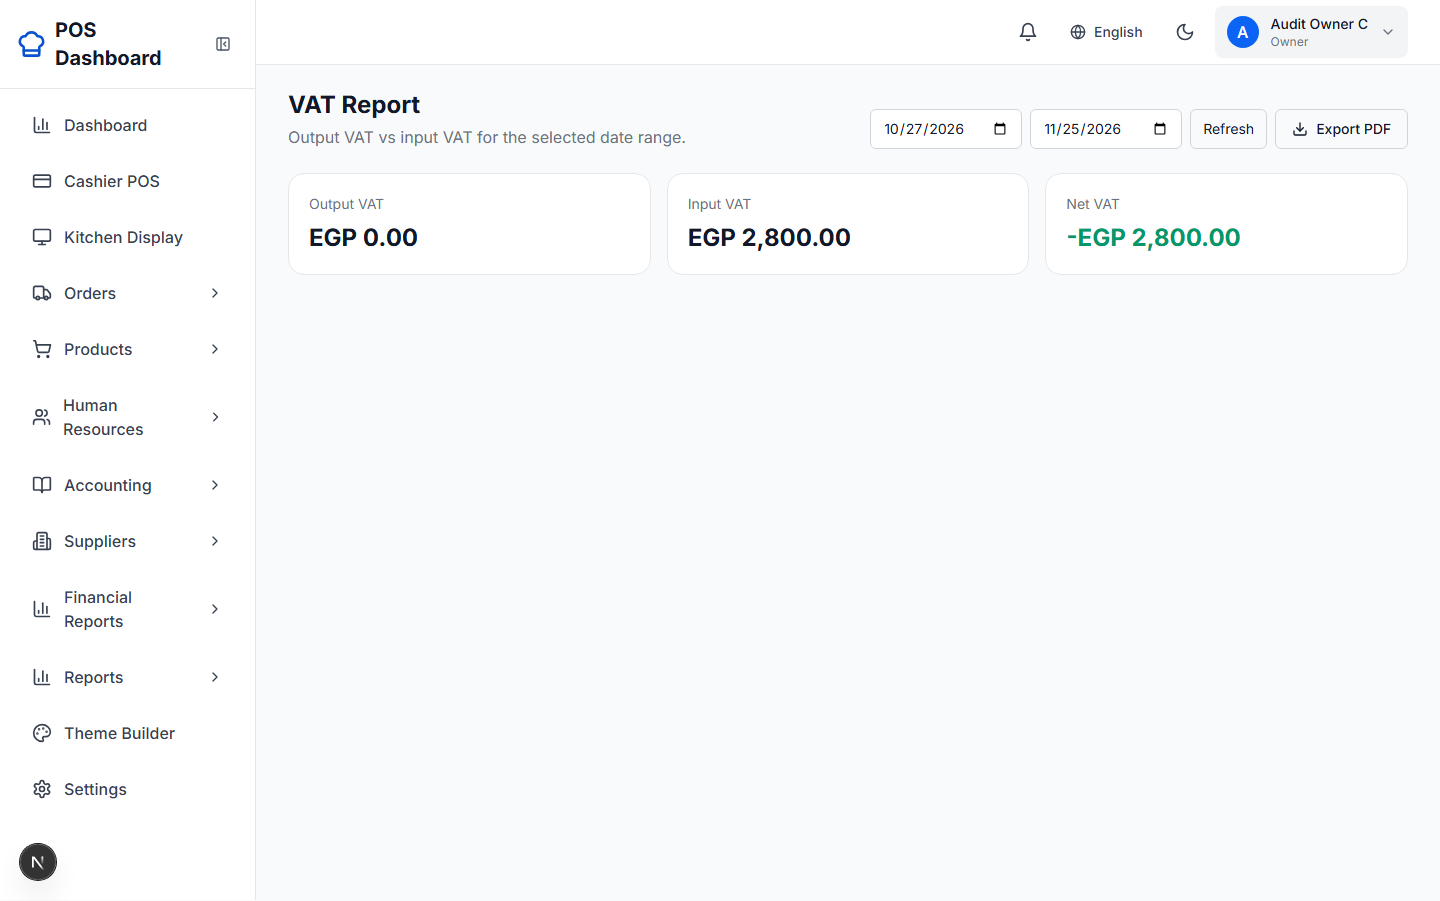 POS
Dashboard
English
A
Audit Owner C
Owner
Dashboard
Cashier POS
Kitchen Display
Orders
Products
Human
Resources
Accounting
Suppliers
Financial
Reports
Reports
Theme Builder
Settings
N
VAT Report
Output VAT vs input VAT for the selected date range.
10/27/2026
11/25/2026
Refresh
Export PDF
Output VAT
EGP 0.00
Input VAT
EGP 2,800.00
Net VAT
-EGP 2,800.00